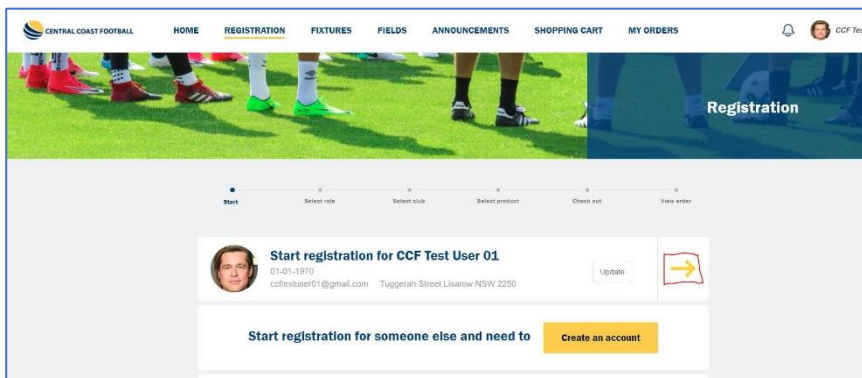 CENTRAL COAST FOOTBALL HOME REGISTRATION FIXTURES FIELDS ANNOUNCEMENTS SHOPPING CART MY ORDERS CCF Tes
Registration
Start Select role Select club Select product Check out View order
Start registration for CCF Test User 01
01-01-1970
Update
ccftestuser01@gmail.com Tuggerah Street Lisarow NSW 2250
Start registration for someone else and need to Create an account